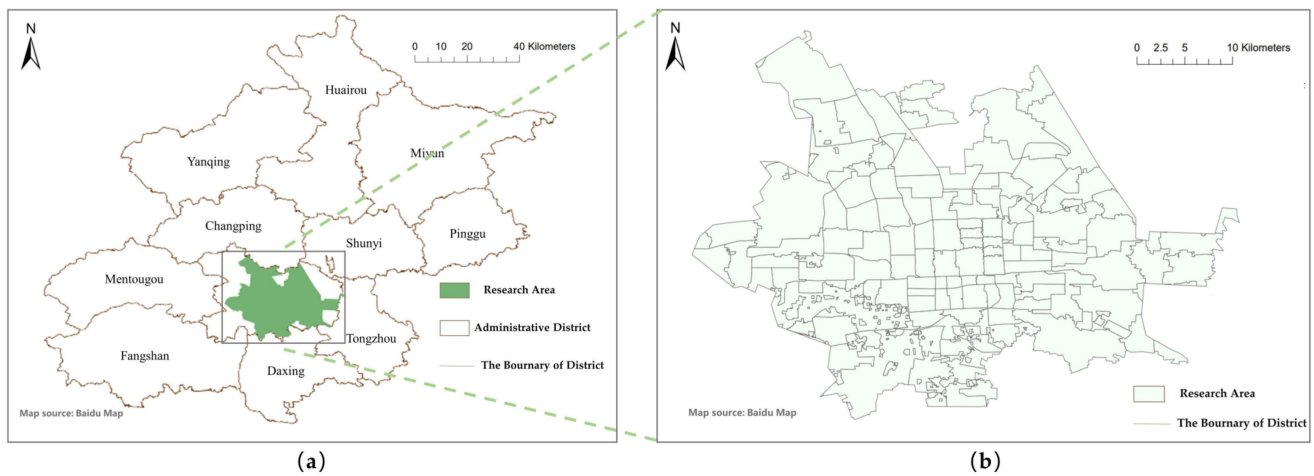 N
0 10 20 40 Kilometers
Huairou
Yanqing
Miyun
Changping
Shunyi
Pinggu
Mentougou
Research Area
Administrative District
Tongzhou
Fangshan
Daxing
The Bournary of District
Map source: Baidu Map
(a)
N
0 2.5 5 10 Kilometers
Research Area
The Bournary of District
Map source: Baidu Map
(b)